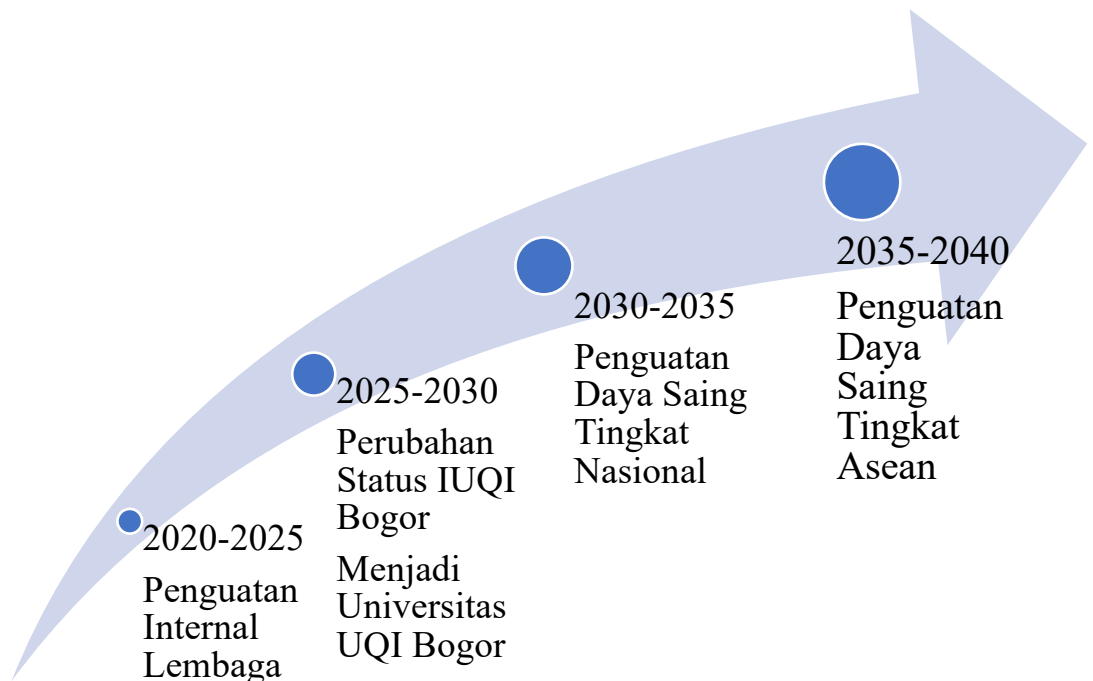 2020-2025
Penguatan
Internal
Lembaga
2025-2030
Perubahan
Status IUQI
Bogor
Menjadi
Universitas
UQI Bogor
2030-2035
Penguatan
Daya Saing
Tingkat
Nasional
2035-2040
Penguatan
Daya
Saing
Tingkat
Asean